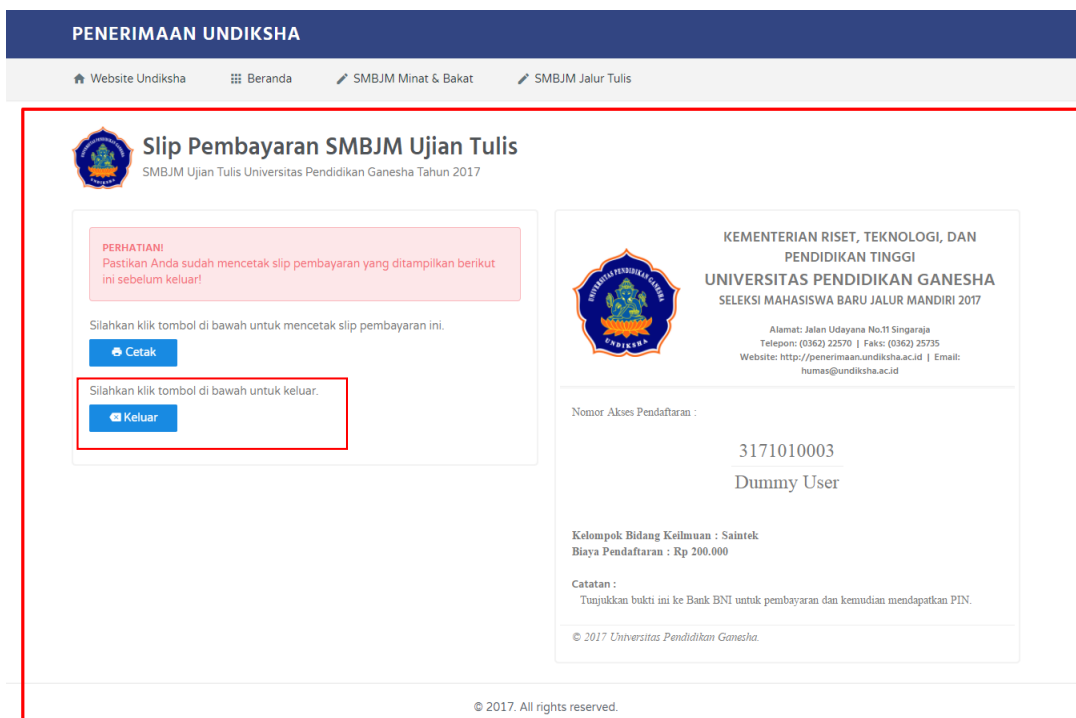 PENERIMAAN UNDIKSHA
Website Undiksha Beranda SMBJM Minat & Bakat SMBJM Jalur Tulis
Slip Pembayaran SMBJM Ujian Tulis
SMBJM Ujian Tulis Universitas Pendidikan Ganesha Tahun 2017
PERHATIAN!
Pastikan Anda sudah mencetak slip pembayaran yang ditampilkan berikut
ini sebelum keluar!
Silahkan klik tombol di bawah untuk mencetak slip pembayaran ini.
Cetak
Silahkan klik tombol di bawah untuk keluar.
Keluar
KEMENTERIAN RISET, TEKNOLOGI, DAN
PENDIDIKAN TINGGI
UNIVERSITAS PENDIDIKAN GANESHA
SELEKSI MAHASISWA BARU JALUR MANDIRI 2017
Alamat: Jalan Udayana No.11 Singaraja
Telepon: (0362) 22570 | Faks: (0362) 25735
Website: http://penerimaan.undiksha.ac.id | Email:
humas@undiksha.ac.id
UNIVERSITAS PENDIDIKAN GANESHA
UNDIKSHA
Nomor Akses Pendaftaran :
3171010003
Dummy User
Kelompok Bidang Keilmuan : Saintek
Biaya Pendaftaran : Rp 200.000
Catatan :
Tunjukkan bukti ini ke Bank BNI untuk pembayaran dan kemudian mendapatkan PIN.
© 2017 Universitas Pendidikan Ganesha.
© 2017. All rights reserved.